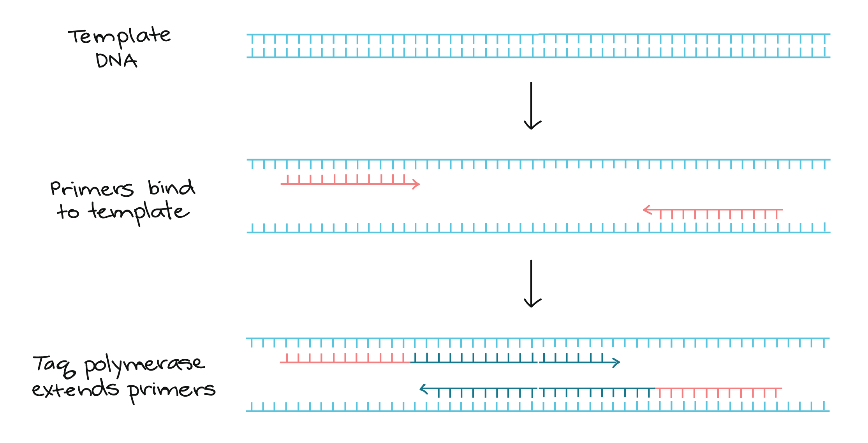 Template
DNA
Primers bind
to template
Taq polymerase
extends primers